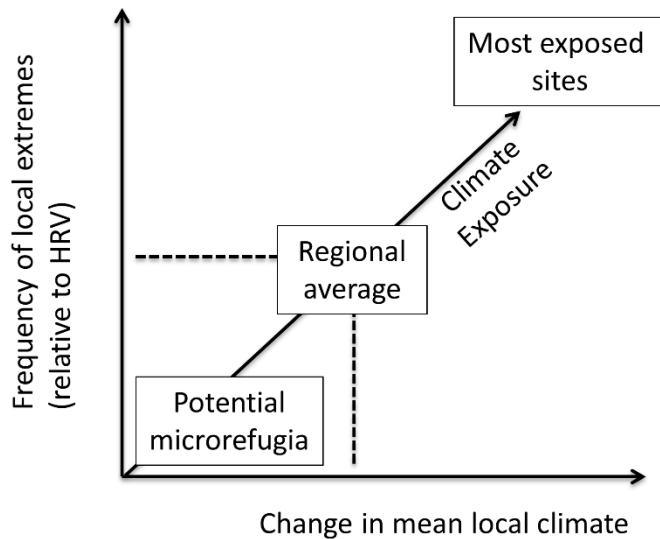 Most exposed
sites
Climate
Exposure
Regional
average
Potential
microrefugia
Frequency of local extremes
(relative to HRV)
Change in mean local climate